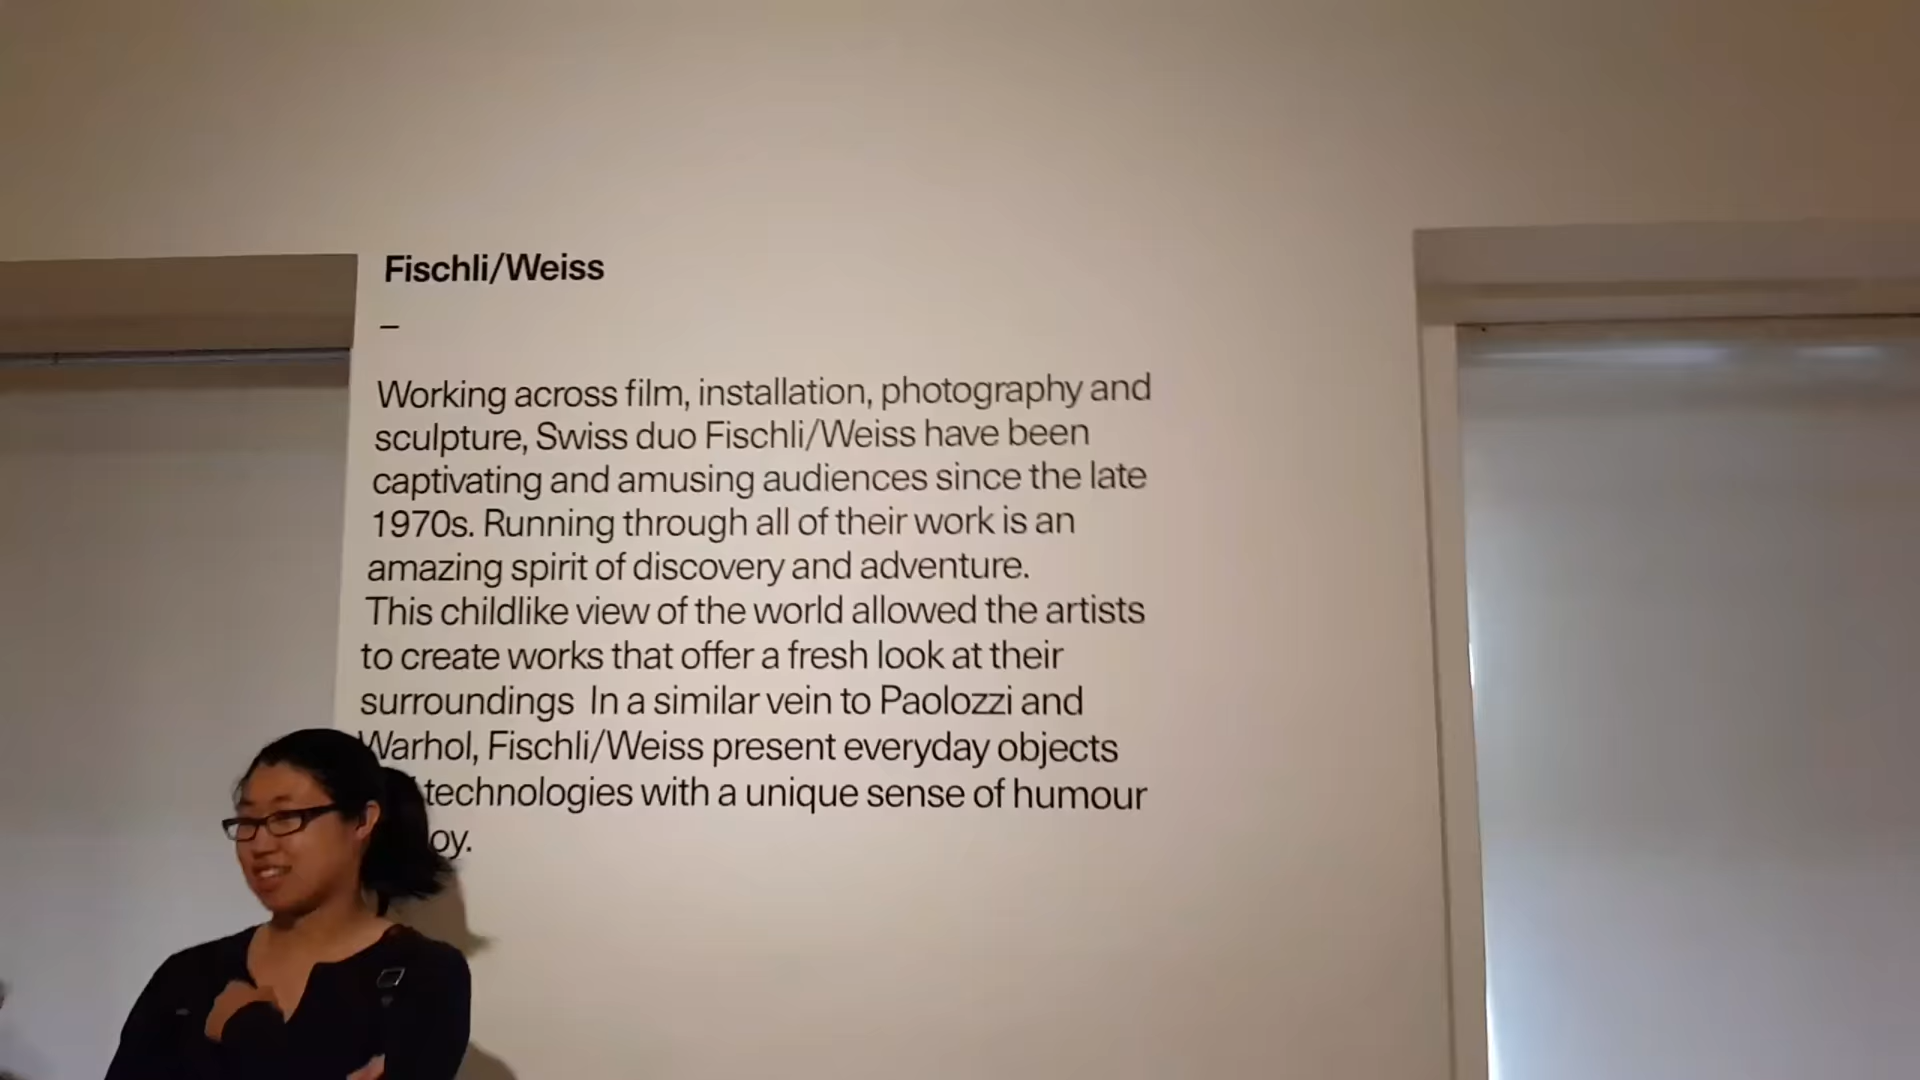 Fischli/Weiss
–
Working across film, installation, photography and
sculpture, Swiss duo Fischli/Weiss have been
captivating and amusing audiences since the late
1970s. Running through all of their work is an
amazing spirit of discovery and adventure.
This childlike view of the world allowed the artists
to create works that offer a fresh look at their
surroundings In a similar vein to Paolozzi and
Warhol, Fischli/Weiss present everyday objects
technologies with a unique sense of humour